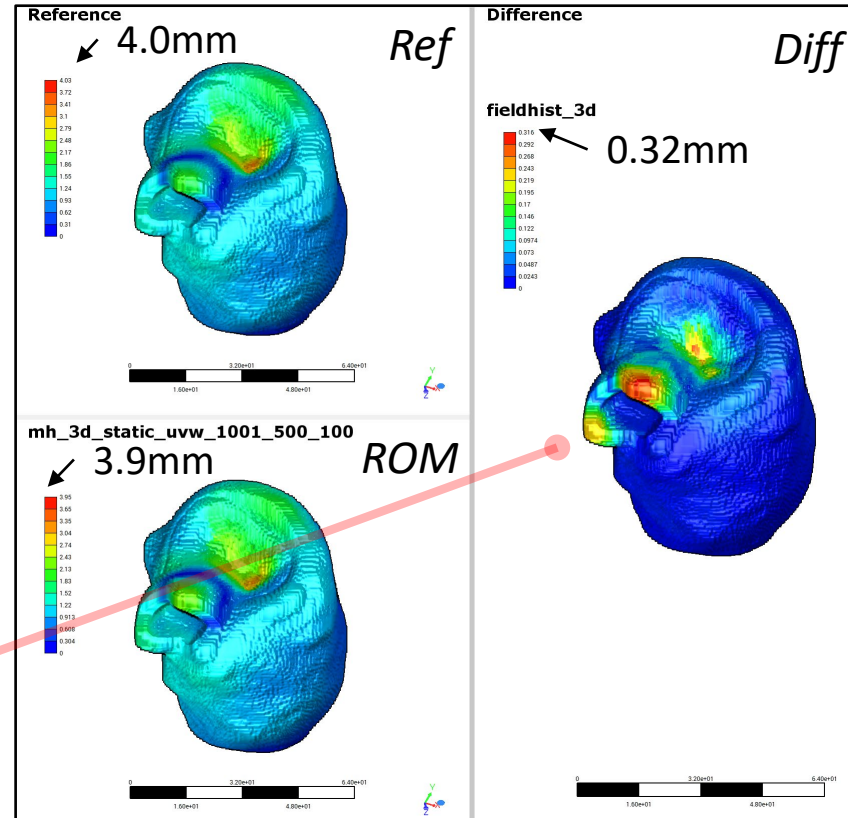 Reference
4.0mm
Ref
4.03
3.72
3.41
3.1
2.79
2.48
2.17
1.86
1.55
1.24
0.93
0.62
0.31
0
0 3.20e+01 6.40e+01
1.60e+01 4.80e+01
Y
X
Z
mh_3d_static_uvw_1001_500_100
3.9mm
ROM
3.95
3.65
3.35
3.04
2.74
2.43
2.13
1.83
1.52
1.22
0.913
0.608
0.304
0
0 3.20e+01 6.40e+01
1.60e+01 4.80e+01
Y
X
Z
Difference
Diff
fieldhist_3d
0.32mm
0.316
0.292
0.268
0.243
0.219
0.195
0.17
0.146
0.122
0.0974
0.073
0.0487
0.0243
0
0 3.20e+01 6.40e+01
1.60e+01 4.80e+01